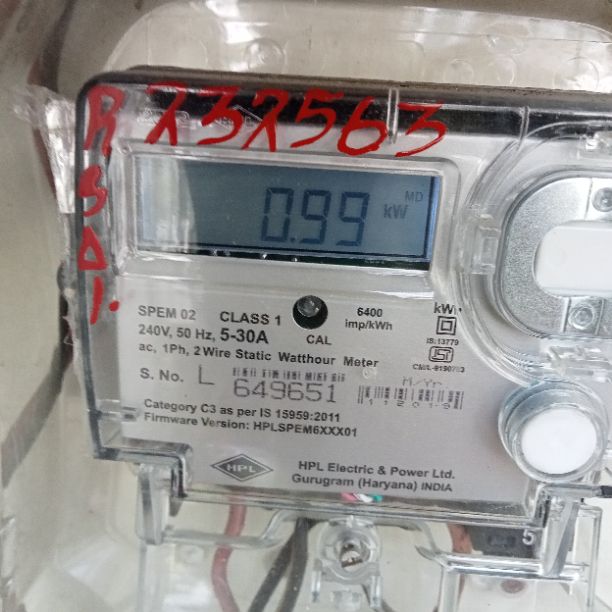 R 232563
S
D
1.
MD
0.99 kW
SPEM 02 CLASS 1 6400 imp/kWh kWh
240V, 50 Hz, 5-30A CAL IS:13779
ac, 1Ph, 2 Wire Static Watthour Meter
S. No. L 649651 M/Yr
Category C3 as per IS 15959:2011
Firmware Version: HPLSPEM6XXX01
HPL HPL Electric & Power Ltd.
Gurugram (Haryana) INDIA
5